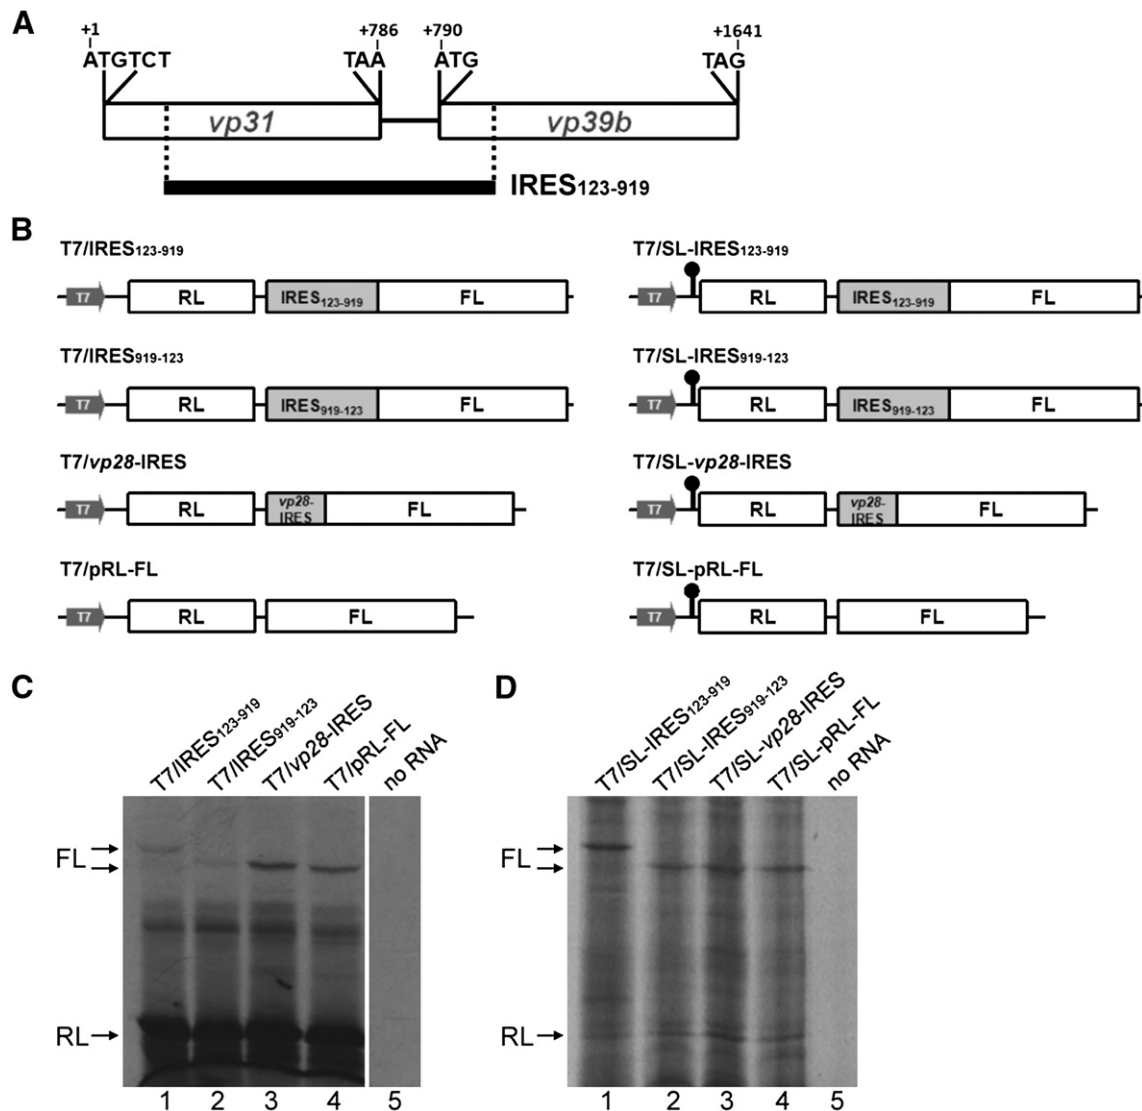 A
+1 +786 +790 +1641
ATGTCT TAA ATG TAG
vp31 vp39b
IRES123-919
B
T7/IRES123-919 T7/SL-IRES123-919
T7 RL IRES123-919 FL T7 RL IRES123-919 FL
T7/IRES919-123 T7/SL-IRES919-123
T7 RL IRES919-123 FL T7 RL IRES919-123 FL
T7/vp28-IRES T7/SL-vp28-IRES
T7 RL vp28-IRES FL T7 RL vp28-IRES FL
T7/pRL-FL T7/SL-pRL-FL
T7 RL FL T7 RL FL
C
T7/IRES123-919
T7/IRES919-123
T7/vp28-IRES
T7/pRL-FL
no RNA
FL
RL
1 2 3 4 5
D
T7/SL-IRES123-919
T7/SL-IRES919-123
T7/SL-vp28-IRES
T7/SL-pRL-FL
no RNA
FL
RL
1 2 3 4 5